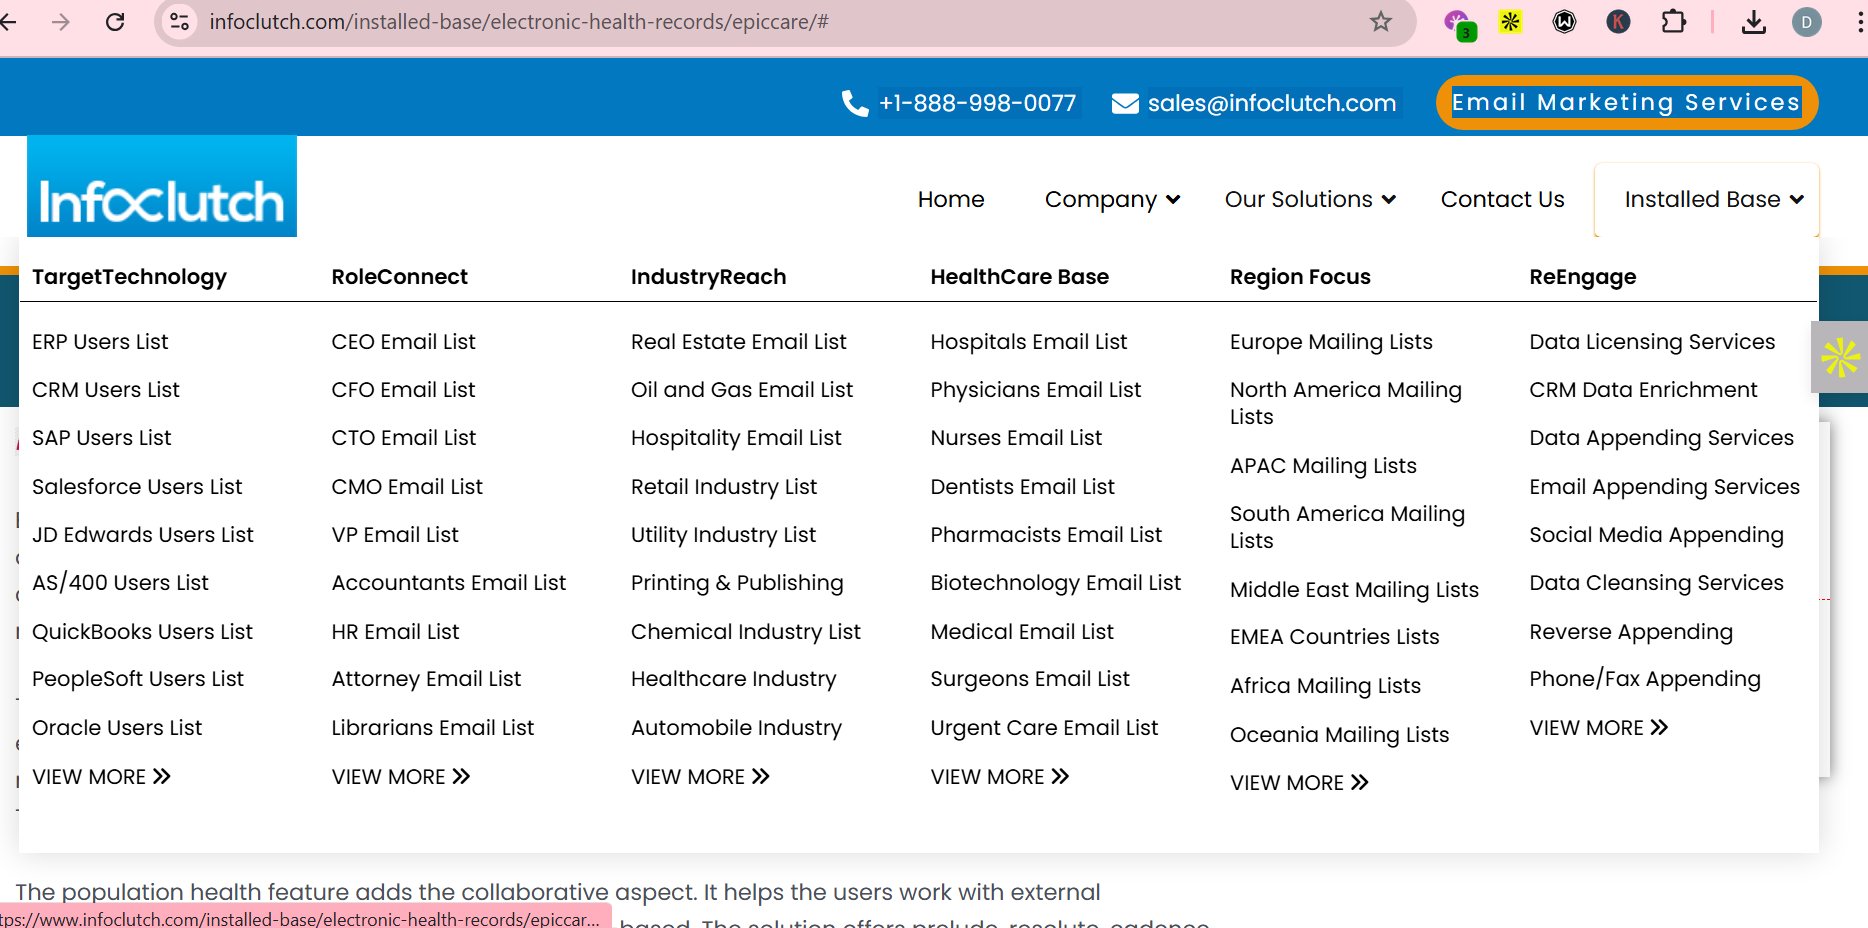 infoclutch.com/installed-base/electronic-health-records/epiccare/#
3
W
K
D
+1-888-998-0077
sales@infoclutch.com
Email Marketing Services
Infoclutch
Home
Company
Our Solutions
Contact Us
Installed Base
TargetTechnology
ERP Users List
CRM Users List
SAP Users List
Salesforce Users List
JD Edwards Users List
AS/400 Users List
QuickBooks Users List
PeopleSoft Users List
Oracle Users List
VIEW MORE »
RoleConnect
CEO Email List
CFO Email List
CTO Email List
CMO Email List
VP Email List
Accountants Email List
HR Email List
Attorney Email List
Librarians Email List
VIEW MORE »
IndustryReach
Real Estate Email List
Oil and Gas Email List
Hospitality Email List
Retail Industry List
Utility Industry List
Printing & Publishing
Chemical Industry List
Healthcare Industry
Automobile Industry
VIEW MORE »
HealthCare Base
Hospitals Email List
Physicians Email List
Nurses Email List
Dentists Email List
Pharmacists Email List
Biotechnology Email List
Medical Email List
Surgeons Email List
Urgent Care Email List
VIEW MORE »
Region Focus
Europe Mailing Lists
North America Mailing
Lists
APAC Mailing Lists
South America Mailing
Lists
Middle East Mailing Lists
EMEA Countries Lists
Africa Mailing Lists
Oceania Mailing Lists
VIEW MORE »
ReEngage
Data Licensing Services
CRM Data Enrichment
Data Appending Services
Email Appending Services
Social Media Appending
Data Cleansing Services
Reverse Appending
Phone/Fax Appending
VIEW MORE »
The population health feature adds the collaborative aspect. It helps the users work with external
based. The solution offers prelude, resolute, cadence
tps://www.infoclutch.com/installed-base/electronic-health-records/epiccar...